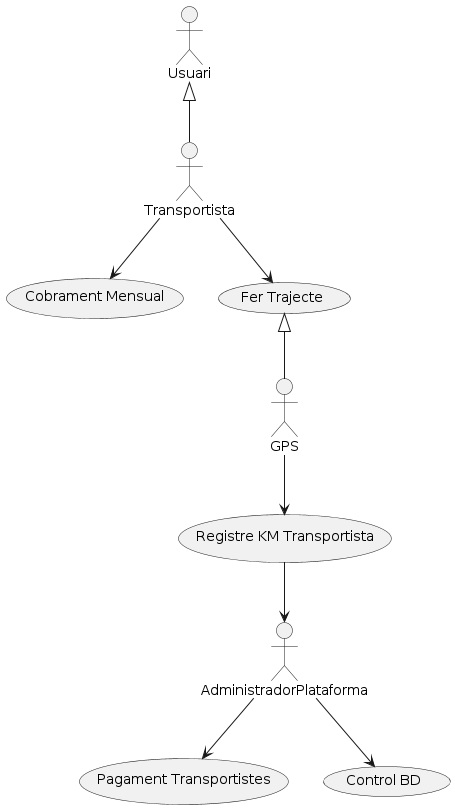 Usuari
Transportista
Cobrament Mensual
Fer Trajecte
GPS
Registre KM Transportista
AdministradorPlataforma
Pagament Transportistes
Control BD